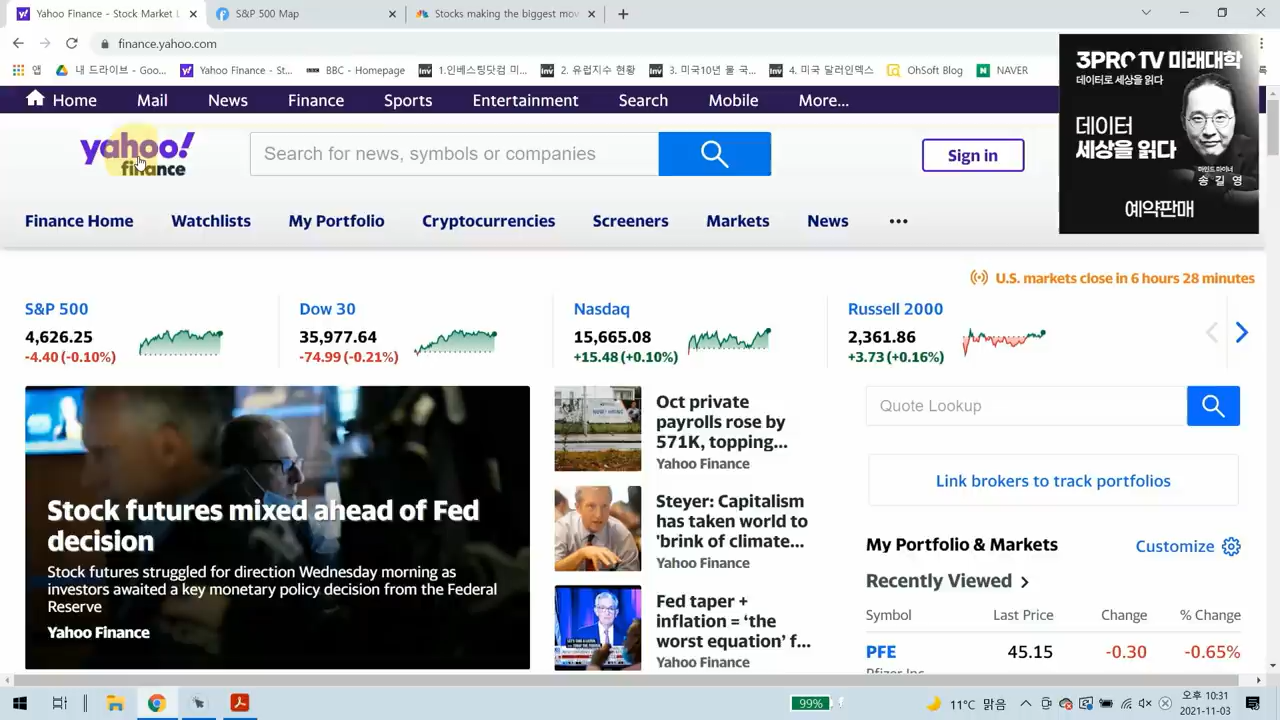 Yahoo Finance - Stock Market L
S&P 500 Map
Stocks making the biggest mov
finance.yahoo.com
앱
내 드라이브 - Goo...
Yahoo Finance - St...
BBC - Homepage
1.인베스팅닷컴 미...
2. 유럽지수 현황
3. 미국10년 물 국...
4. 미국 달러인덱스
OhSoft Blog
NAVER
3PRO TV 미래대학
데이터로 세상을 읽다
데이터
세상을 읽다
마인드 마이너
송길영
예약판매
Home
Mail
News
Finance
Sports
Entertainment
Search
Mobile
More...
yahoo!
finance
Search for news, symbols or companies
Sign in
Finance Home
Watchlists
My Portfolio
Cryptocurrencies
Screeners
Markets
News
U.S. markets close in 6 hours 28 minutes
S&P 500
4,626.25
-4.40 (-0.10%)
Dow 30
35,977.64
-74.99 (-0.21%)
Nasdaq
15,665.08
+15.48 (+0.10%)
Russell 2000
2,361.86
+3.73 (+0.16%)
Stock futures mixed ahead of Fed
decision
Stock futures struggled for direction Wednesday morning as
investors awaited a key monetary policy decision from the Federal
Reserve
Yahoo Finance
Oct private
payrolls rose by
571K, topping...
Yahoo Finance
Steyer: Capitalism
has taken world to
'brink of climate...
Yahoo Finance
Fed taper +
inflation = ‘the
worst equation’ f...
Yahoo Finance
Quote Lookup
Link brokers to track portfolios
My Portfolio & Markets
Customize
Recently Viewed
Symbol
Last Price
Change
% Change
PFE
45.15
-0.30
-0.65%
Pfizer Inc.
99%
11°C 맑음
오후 10:31
2021-11-03